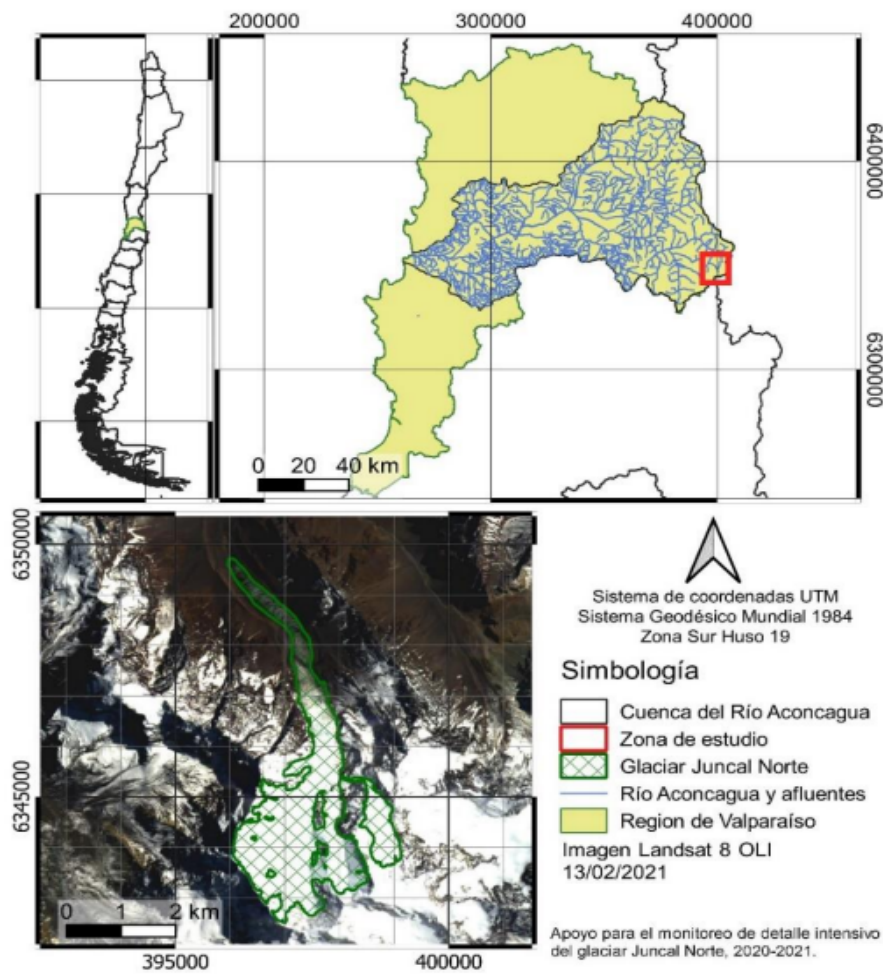 2000000 3000000 4000000
6400000
6300000
0 20 40 km
6350000
6345000
0 1 2 km
395000 400000
Sistema de coordenadas UTM
Sistema Geodésico Mundial 1984
Zona Sur Huso 19
Simbología
Cuenca del Río Aconcagua
Zona de estudio
Glaciar Juncal Norte
Río Aconcagua y afluentes
Region de Valparaíso
Imagen Landsat 8 OLI
13/02/2021
Apoyo para el monitoreo de detalle intensivo
del glaciar Juncal Norte, 2020-2021.